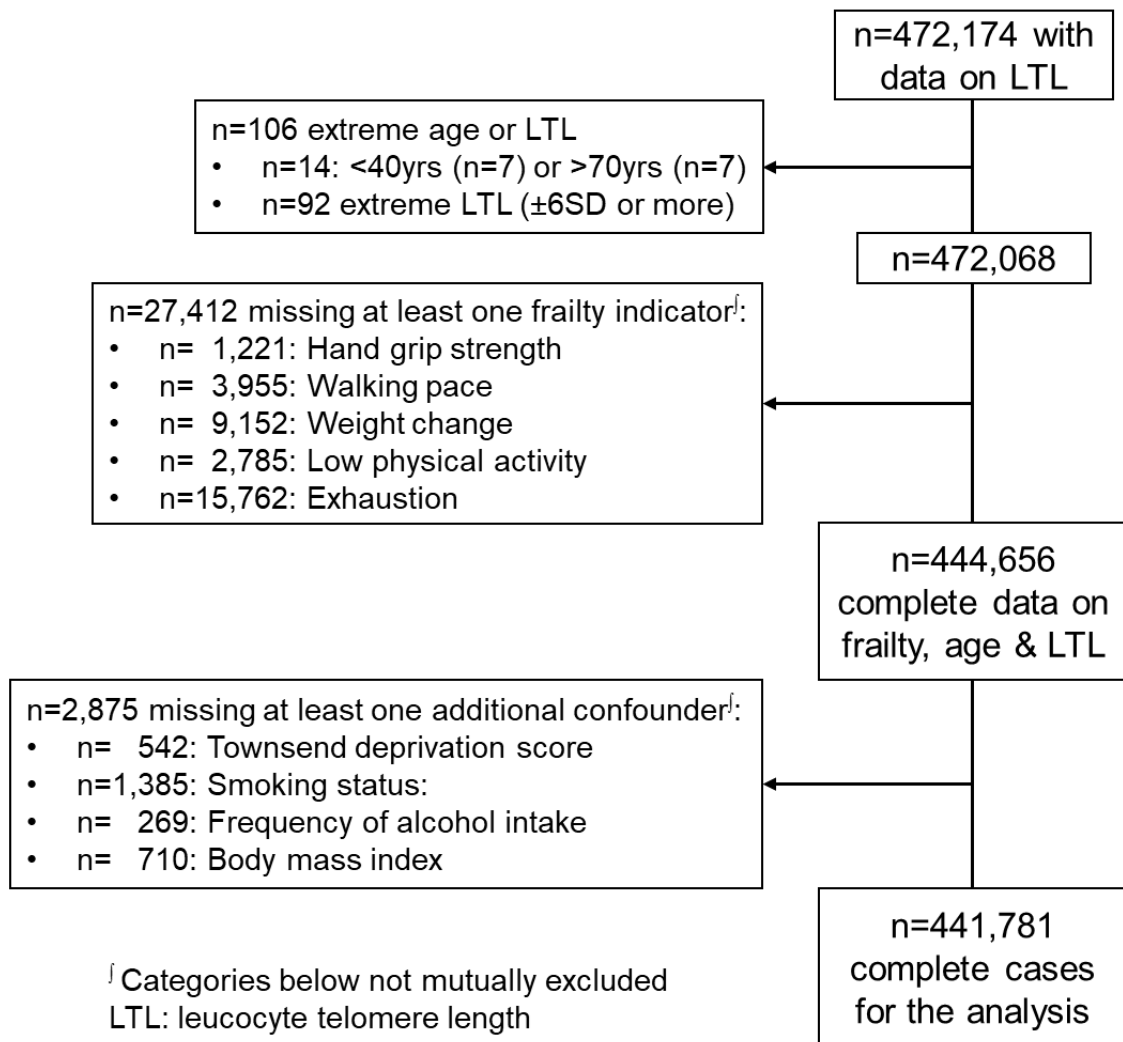 n=472,174 with
data on LTL
n=106 extreme age or LTL
• n=14: <40yrs (n=7) or >70yrs (n=7)
• n=92 extreme LTL (±6SD or more)
n=472,068
n=27,412 missing at least one frailty indicator∫:
• n= 1,221: Hand grip strength
• n= 3,955: Walking pace
• n= 9,152: Weight change
• n= 2,785: Low physical activity
• n=15,762: Exhaustion
n=444,656
complete data on
frailty, age & LTL
n=2,875 missing at least one additional confounder∫:
• n= 542: Townsend deprivation score
• n=1,385: Smoking status:
• n= 269: Frequency of alcohol intake
• n= 710: Body mass index
n=441,781
complete cases
for the analysis
∫ Categories below not mutually excluded
LTL: leucocyte telomere length